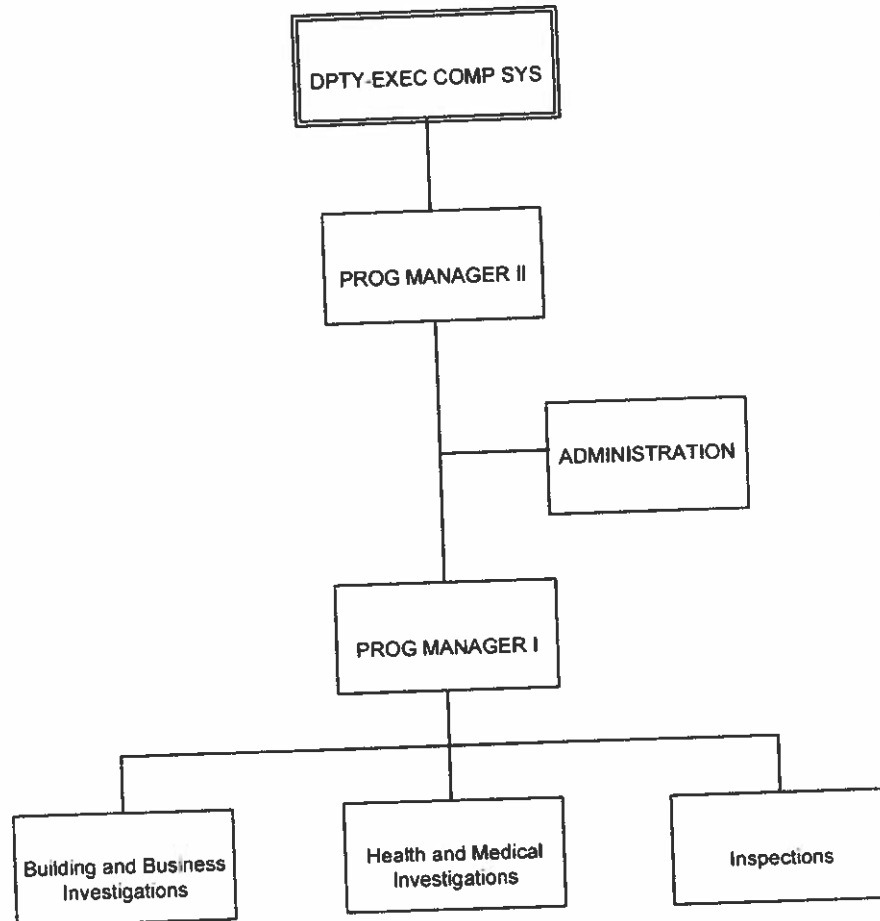 DPTY-EXEC COMP SYS
PROG MANAGER II
ADMINISTRATION
PROG MANAGER I
Building and Business
Investigations
Health and Medical
Investigations
Inspections